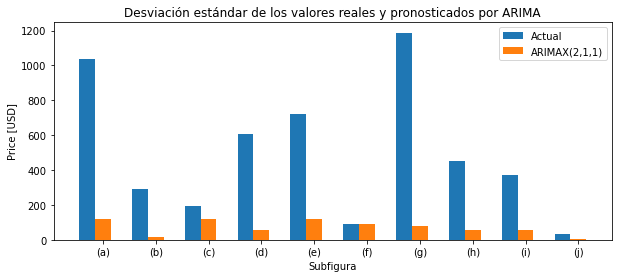 Desviación estándar de los valores reales y pronosticados por ARIMA
Actual
ARIMAX(2,1,1)
Price [USD]
1200
1000
800
600
400
200
0
(a) (b) (c) (d) (e) (f) (g) (h) (i) (j)
Subfigura